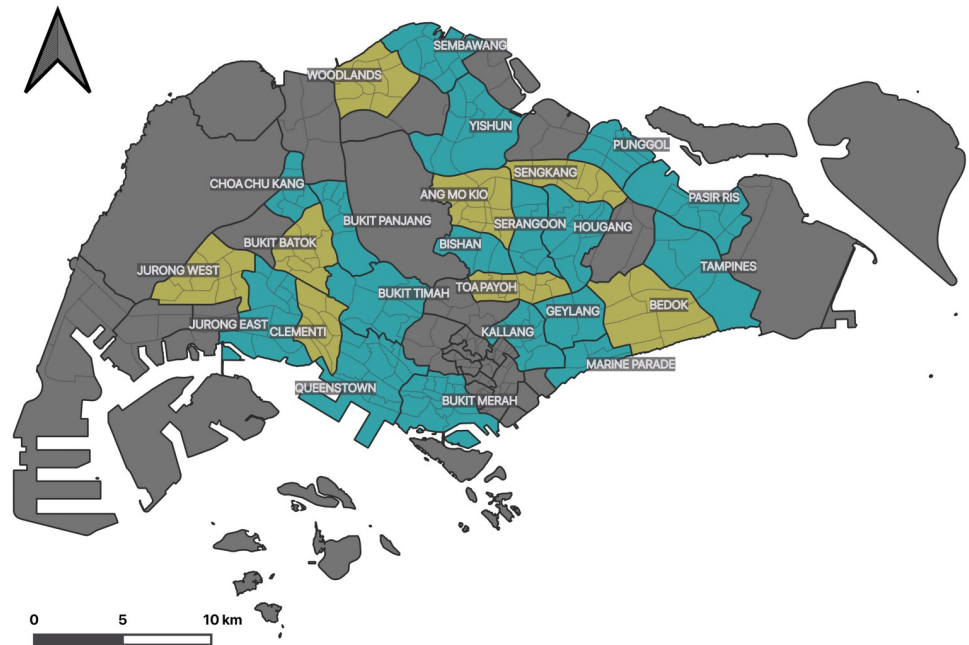 SEMBAWANG
WOODLANDS
YISHUN
PUNGGOL
SENGKANG
CHOA CHU KANG
ANG MO KIO
PASIR RIS
BUKIT PANJANG
SERANGOON
HOUGANG
BUKIT BATOK
BISHAN
JURONG WEST
TAMPINES
TOA PAYOH
BUKIT TIMAH
BEDOK
GEYLANG
JURONG EAST
CLEMENTI
KALLANG
MARINE PARADE
QUEENSTOWN
BUKIT MERAH
0 5 10 km